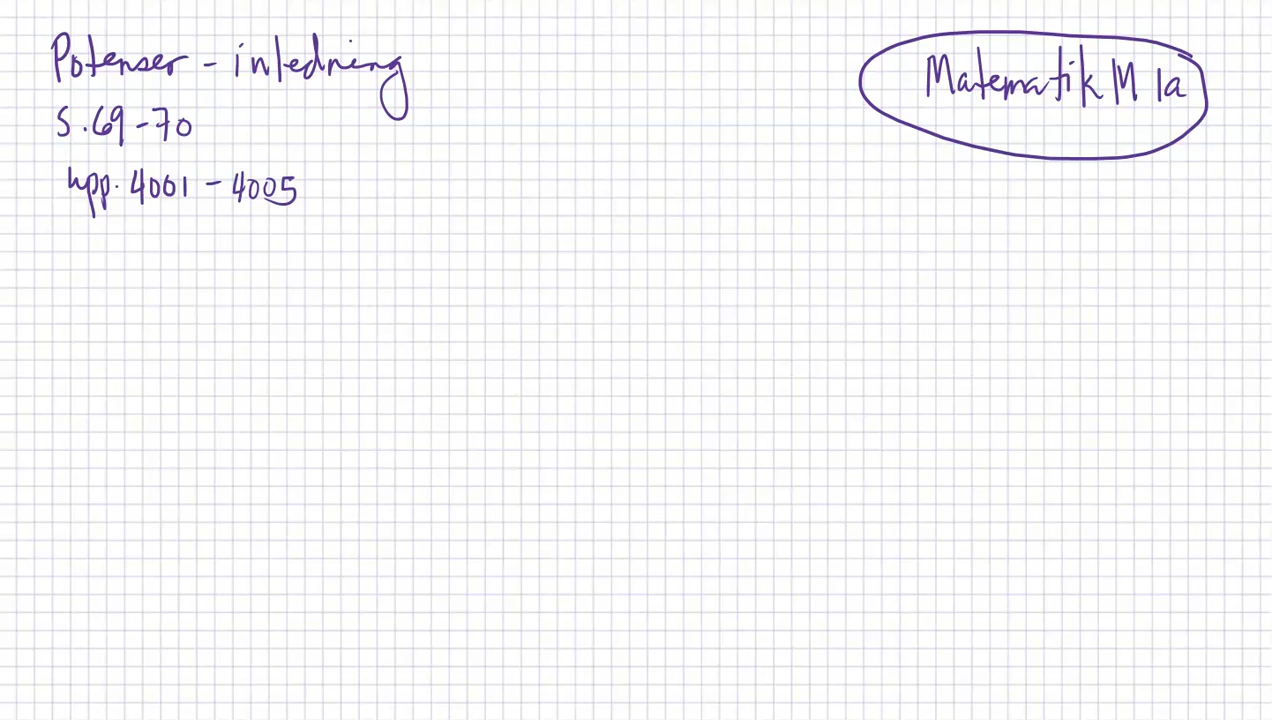 Potenser - inledning
Matematik M 1a
S. 69 - 70
upp. 4001 - 4005